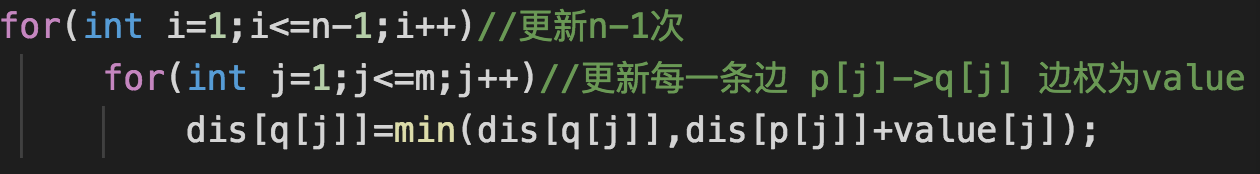 for(int i=1;i<=n-1;i++)//更新n-1次
for(int j=1;j<=m;j++)//更新每一条边 p[j]->q[j] 边权为value
dis[q[j]]=min(dis[q[j]],dis[p[j]]+value[j]);